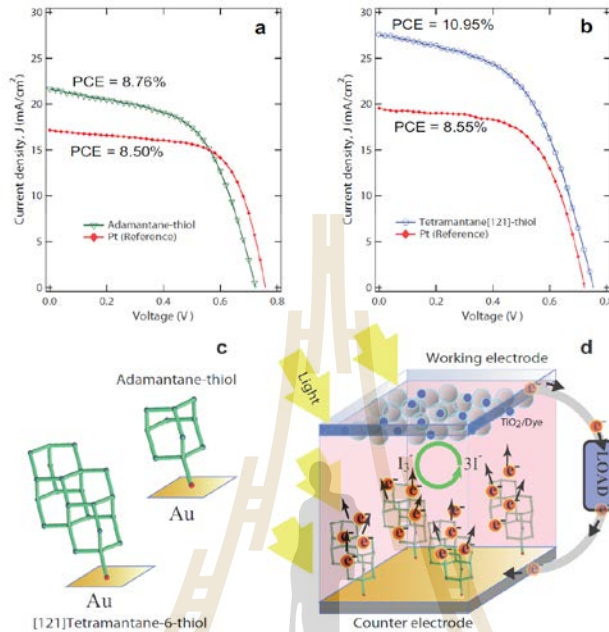 a
PCE = 8.76%
PCE = 8.50%
Adamantane-thiol
Pt (Reference)
Current density, J (mA/cm²)
30
25
20
15
10
5
0
0.0 0.2 0.4 0.6 0.8
Voltage (V)
b
PCE = 10.95%
PCE = 8.55%
Tetramantane[121]-thiol
Pt (Reference)
Current density, J (mA/cm²)
30
25
20
15
10
5
0
0.0 0.2 0.4 0.6 0.8
Voltage (V)
c
Adamantane-thiol
Au
Au
[121]Tetramantane-6-thiol
d
Working electrode
Light
TiO₂/Dye
I₃⁻ 3I⁻
LOAD
e⁻
e⁻
e⁻
e⁻
Counter electrode